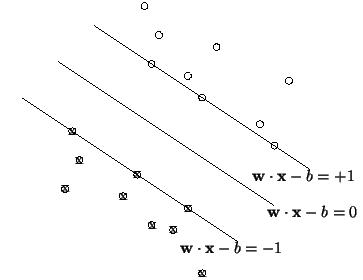 w · x − b = +1
w · x − b = 0
w · x − b = −1